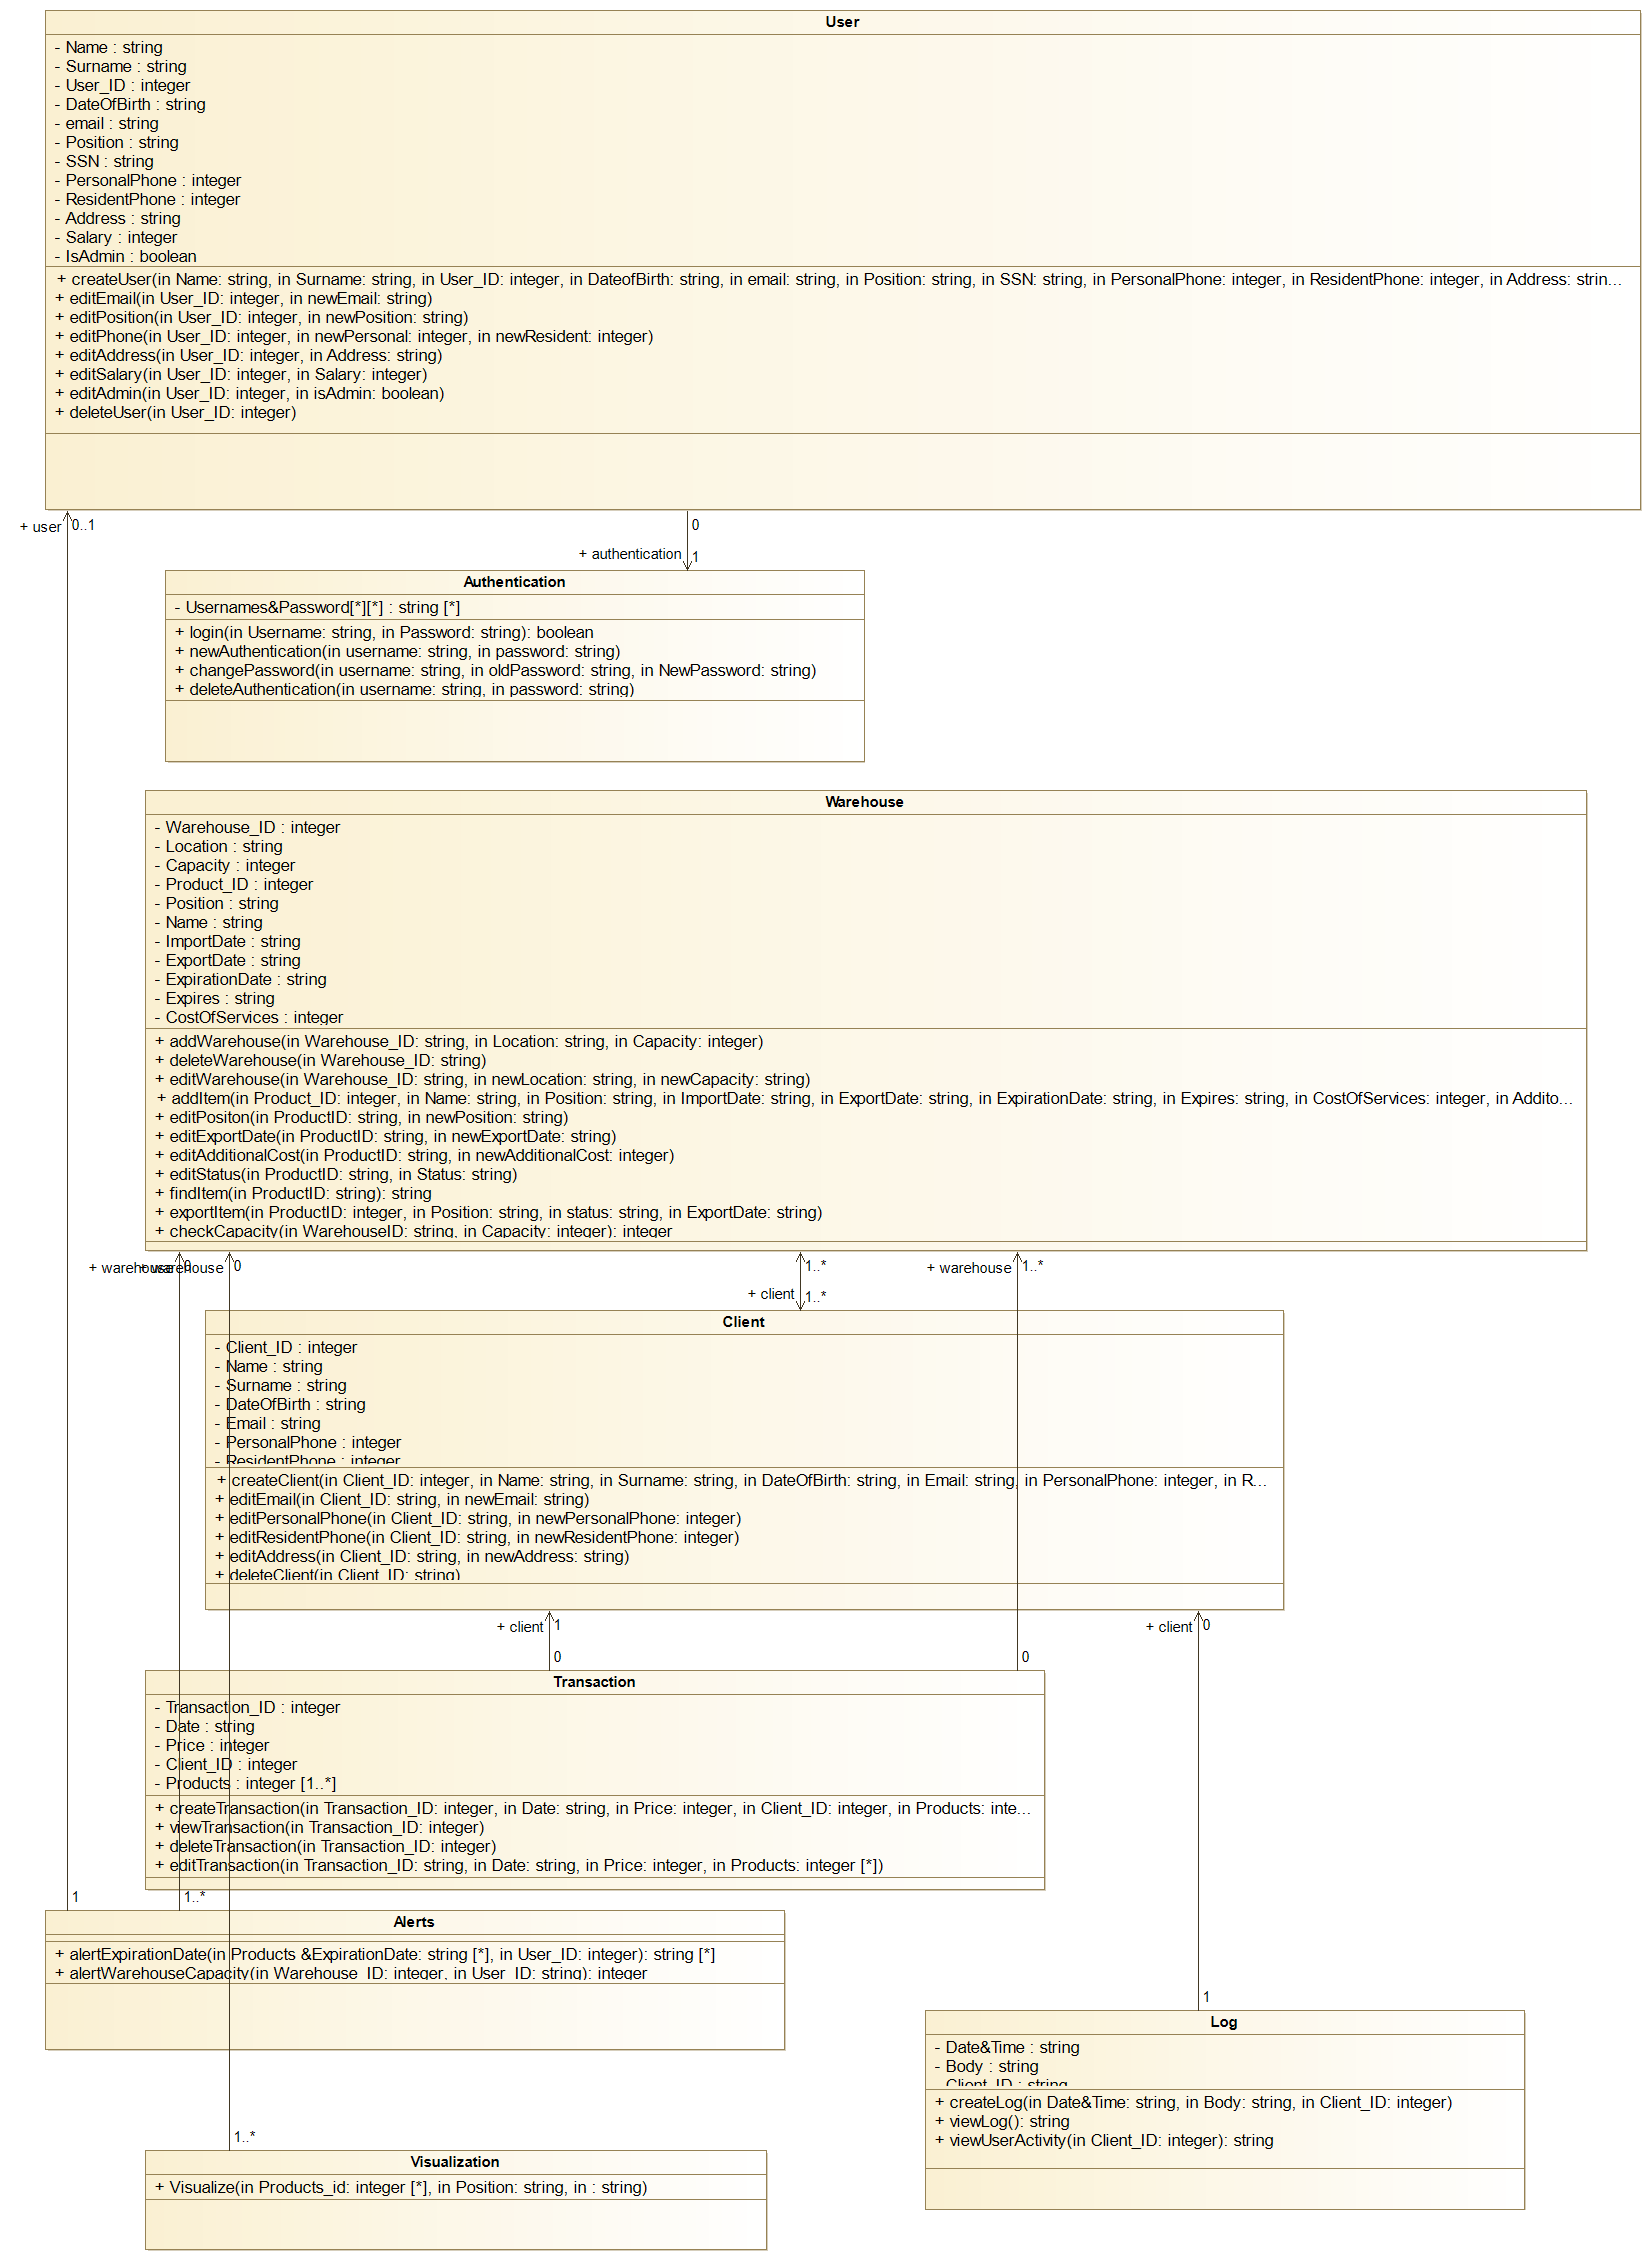 User
- Name : string
- Surname : string
- User_ID : integer
- DateOfBirth : string
- email : string
- Position : string
- SSN : string
- PersonalPhone : integer
- ResidentPhone : integer
- Address : string
- Salary : integer
- IsAdmin : boolean
+ createUser(in Name: string, in Surname: string, in User_ID: integer, in DateofBirth: string, in email: string, in Position: string, in SSN: string, in PersonalPhone: integer, in ResidentPhone: integer, in Address: strin...
+ editEmail(in User_ID: integer, in newEmail: string)
+ editPosition(in User_ID: integer, in newPosition: string)
+ editPhone(in User_ID: integer, in newPersonal: integer, in newResident: integer)
+ editAddress(in User_ID: integer, in Address: string)
+ editSalary(in User_ID: integer, in Salary: integer)
+ editAdmin(in User_ID: integer, in isAdmin: boolean)
+ deleteUser(in User_ID: integer)
+ user 0..1
0
+ authentication 1
Authentication
- Usernames&Password[*][*] : string [*]
+ login(in Username: string, in Password: string): boolean
+ newAuthentication(in username: string, in password: string)
+ changePassword(in username: string, in oldPassword: string, in NewPassword: string)
+ deleteAuthentication(in username: string, in password: string)
Warehouse
- Warehouse_ID : integer
- Location : string
- Capacity : integer
- Product_ID : integer
- Position : string
- Name : string
- ImportDate : string
- ExportDate : string
- ExpirationDate : string
- Expires : string
- CostOfServices : integer
+ addWarehouse(in Warehouse_ID: string, in Location: string, in Capacity: integer)
+ deleteWarehouse(in Warehouse_ID: string)
+ editWarehouse(in Warehouse_ID: string, in newLocation: string, in newCapacity: string)
+ addItem(in Product_ID: integer, in Name: string, in Position: string, in ImportDate: string, in ExportDate: string, in ExpirationDate: string, in Expires: string, in CostOfServices: integer, in Addito...
+ editPositon(in ProductID: string, in newPosition: string)
+ editExportDate(in ProductID: string, in newExportDate: string)
+ editAdditionalCost(in ProductID: string, in newAdditionalCost: integer)
+ editStatus(in ProductID: string, in Status: string)
+ findItem(in ProductID: string): string
+ exportItem(in ProductID: integer, in Position: string, in status: string, in ExportDate: string)
+ checkCapacity(in WarehouseID: string, in Capacity: integer): integer
+ warehouse 0
+ warehouse 0
1..*
+ warehouse 1..*
+ client 1..*
Client
- Client_ID : integer
- Name : string
- Surname : string
- DateOfBirth : string
- Email : string
- PersonalPhone : integer
- ResidentPhone : integer
+ createClient(in Client_ID: integer, in Name: string, in Surname: string, in DateOfBirth: string, in Email: string, in PersonalPhone: integer, in R...
+ editEmail(in Client_ID: string, in newEmail: string)
+ editPersonalPhone(in Client_ID: string, in newPersonalPhone: integer)
+ editResidentPhone(in Client_ID: string, in newResidentPhone: integer)
+ editAddress(in Client_ID: string, in newAddress: string)
+ deleteClient(in Client_ID: string)
+ client 1
+ client 0
0
0
Transaction
- Transaction_ID : integer
- Date : string
- Price : integer
- Client_ID : integer
- Products : integer [1..*]
+ createTransaction(in Transaction_ID: integer, in Date: string, in Price: integer, in Client_ID: integer, in Products: inte...
+ viewTransaction(in Transaction_ID: integer)
+ deleteTransaction(in Transaction_ID: integer)
+ editTransaction(in Transaction_ID: string, in Date: string, in Price: integer, in Products: integer [*])
1
1..*
Alerts
+ alertExpirationDate(in Products &ExpirationDate: string [*], in User_ID: integer): string [*]
+ alertWarehouseCapacity(in Warehouse_ID: integer, in User_ID: string): integer
1
Log
- Date&Time : string
- Body : string
- Client_ID : string
+ createLog(in Date&Time: string, in Body: string, in Client_ID: integer)
+ viewLog(): string
+ viewUserActivity(in Client_ID: integer): string
1..*
Visualization
+ Visualize(in Products_id: integer [*], in Position: string, in : string)